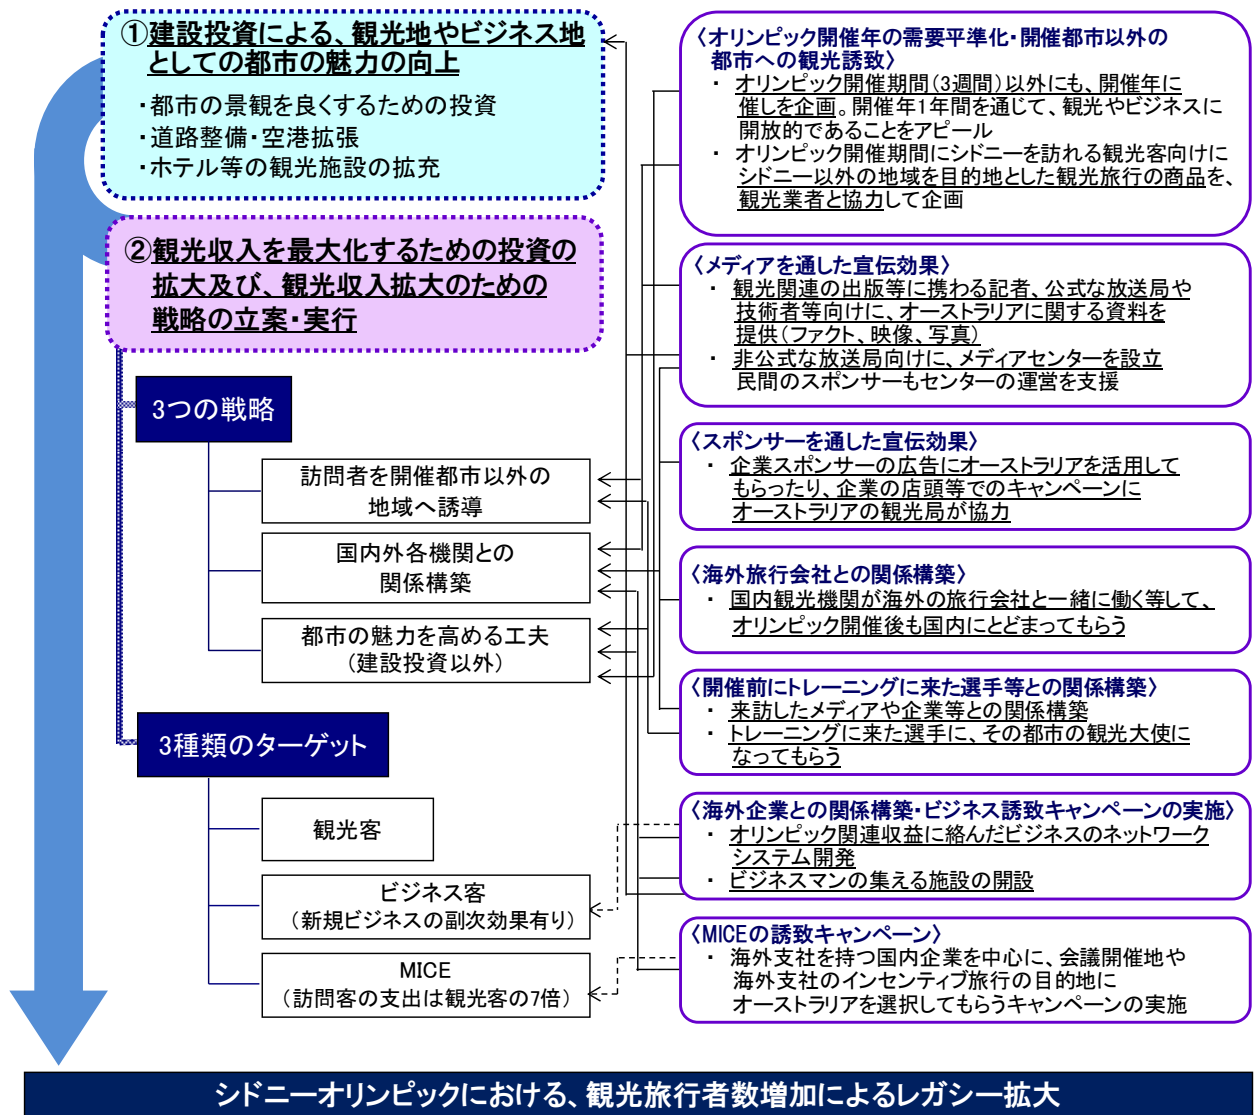 ①建設投資による、観光地やビジネス地
としての都市の魅力の向上
・都市の景観を良くするための投資
・道路整備・空港拡張
・ホテル等の観光施設の拡充
②観光収入を最大化するための投資の
拡大及び、観光収入拡大のための
戦略の立案・実行
3つの戦略
訪問者を開催都市以外の
地域へ誘導
国内外各機関との
関係構築
都市の魅力を高める工夫
（建設投資以外）
3種類のターゲット
観光客
ビジネス客
（新規ビジネスの副次効果有り）
MICE
（訪問客の支出は観光客の7倍）
〈オリンピック開催年の需要平準化・開催都市以外の
都市への観光誘致〉
・ オリンピック開催期間（3週間）以外にも、開催年に
催しを企画。開催年1年間を通じて、観光やビジネスに
開放的であることをアピール
・ オリンピック開催期間にシドニーを訪れる観光客向けに
シドニー以外の地域を目的地とした観光旅行の商品を、
観光業者と協力して企画
〈メディアを通した宣伝効果〉
・ 観光関連の出版等に携わる記者、公式な放送局や
技術者等向けに、オーストラリアに関する資料を
提供（ファクト、映像、写真）
・ 非公式な放送局向けに、メディアセンターを設立
民間のスポンサーもセンターの運営を支援
〈スポンサーを通した宣伝効果〉
・ 企業スポンサーの広告にオーストラリアを活用して
もらったり、企業の店頭等でのキャンペーンに
オーストラリアの観光局が協力
〈海外旅行会社との関係構築〉
・ 国内観光機関が海外の旅行会社と一緒に働く等して、
オリンピック開催後も国内にとどまってもらう
〈開催前にトレーニングに来た選手等との関係構築〉
・ 来訪したメディアや企業等との関係構築
・ トレーニングに来た選手に、その都市の観光大使に
なってもらう
〈海外企業との関係構築・ビジネス誘致キャンペーンの実施〉
・ オリンピック関連収益に絡んだビジネスのネットワーク
システム開発
・ ビジネスマンの集える施設の開設
〈MICEの誘致キャンペーン〉
・ 海外支社を持つ国内企業を中心に、会議開催地や
海外支社のインセンティブ旅行の目的地に
オーストラリアを選択してもらうキャンペーンの実施
シドニーオリンピックにおける、観光旅行者数増加によるレガシー拡大